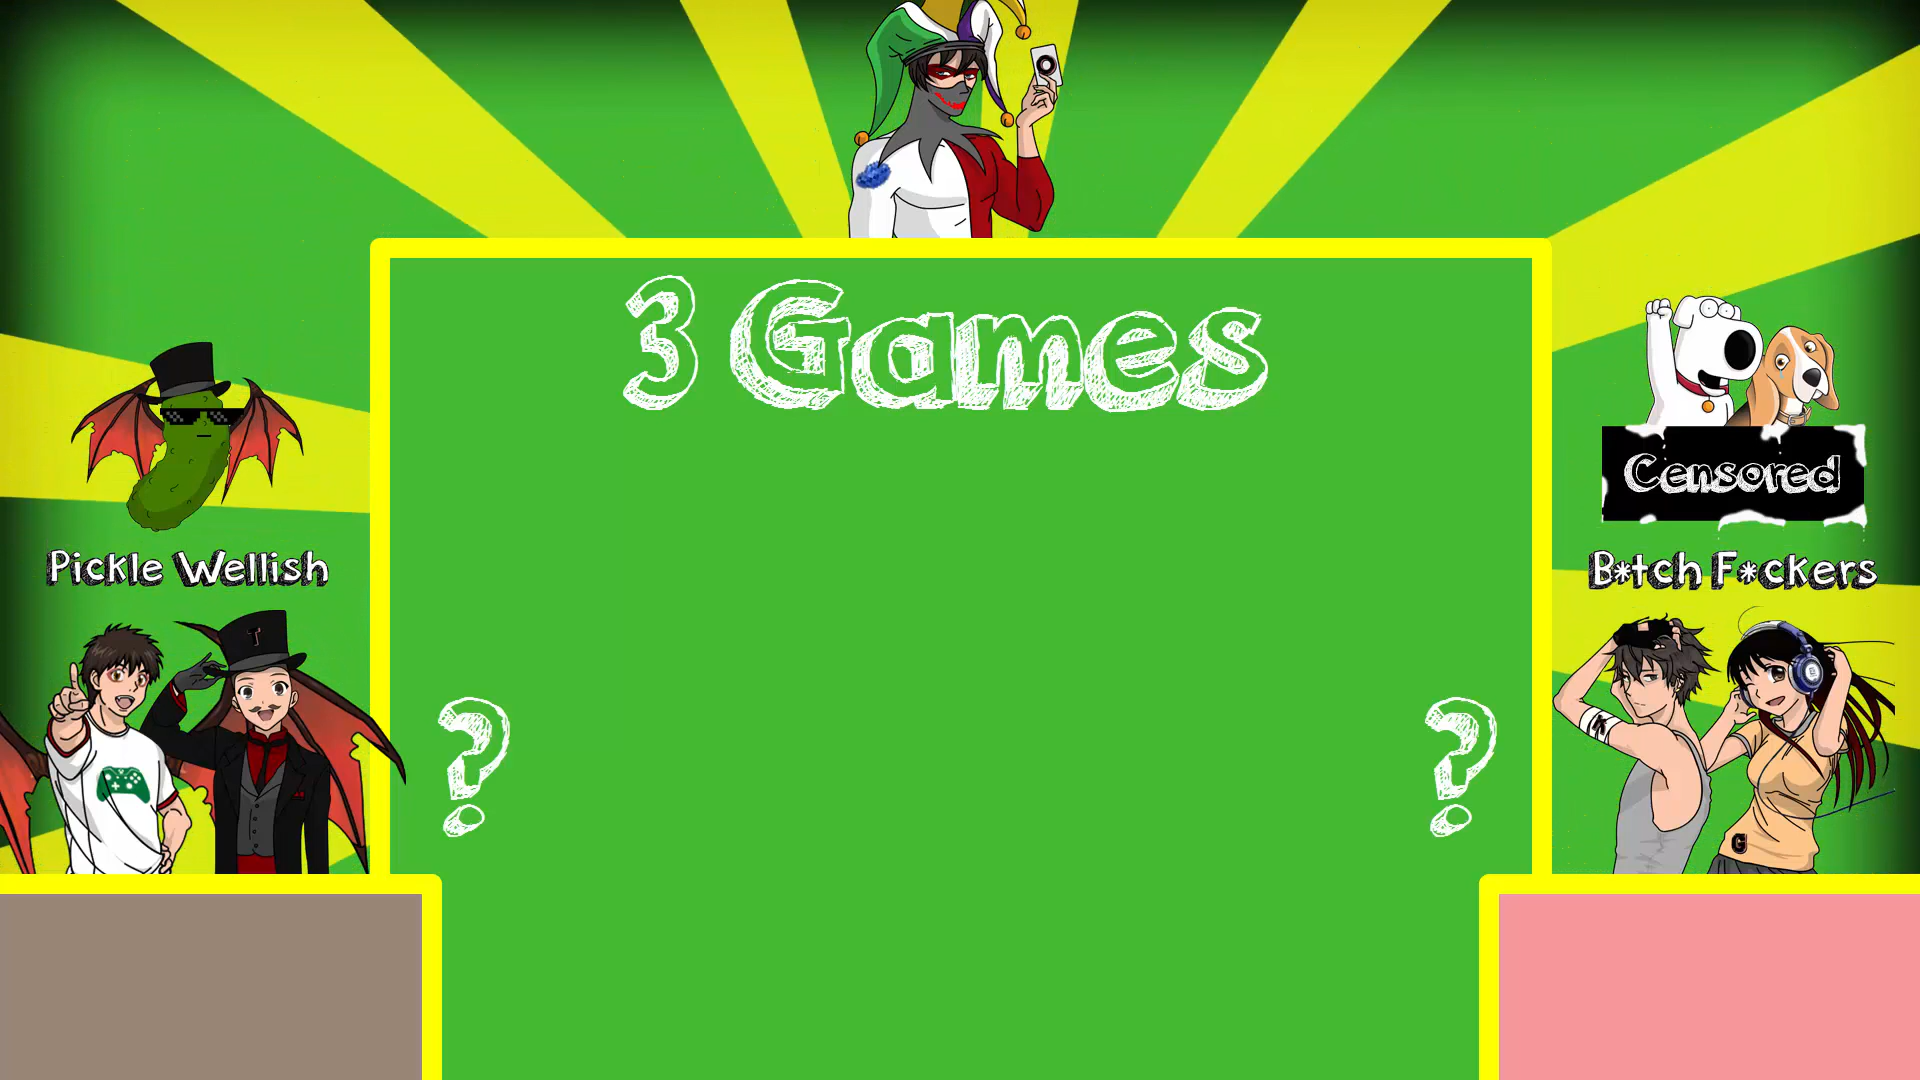 3 Games
Censored
Pickle Wellish
B*tch F*ckers
T
?
?
G